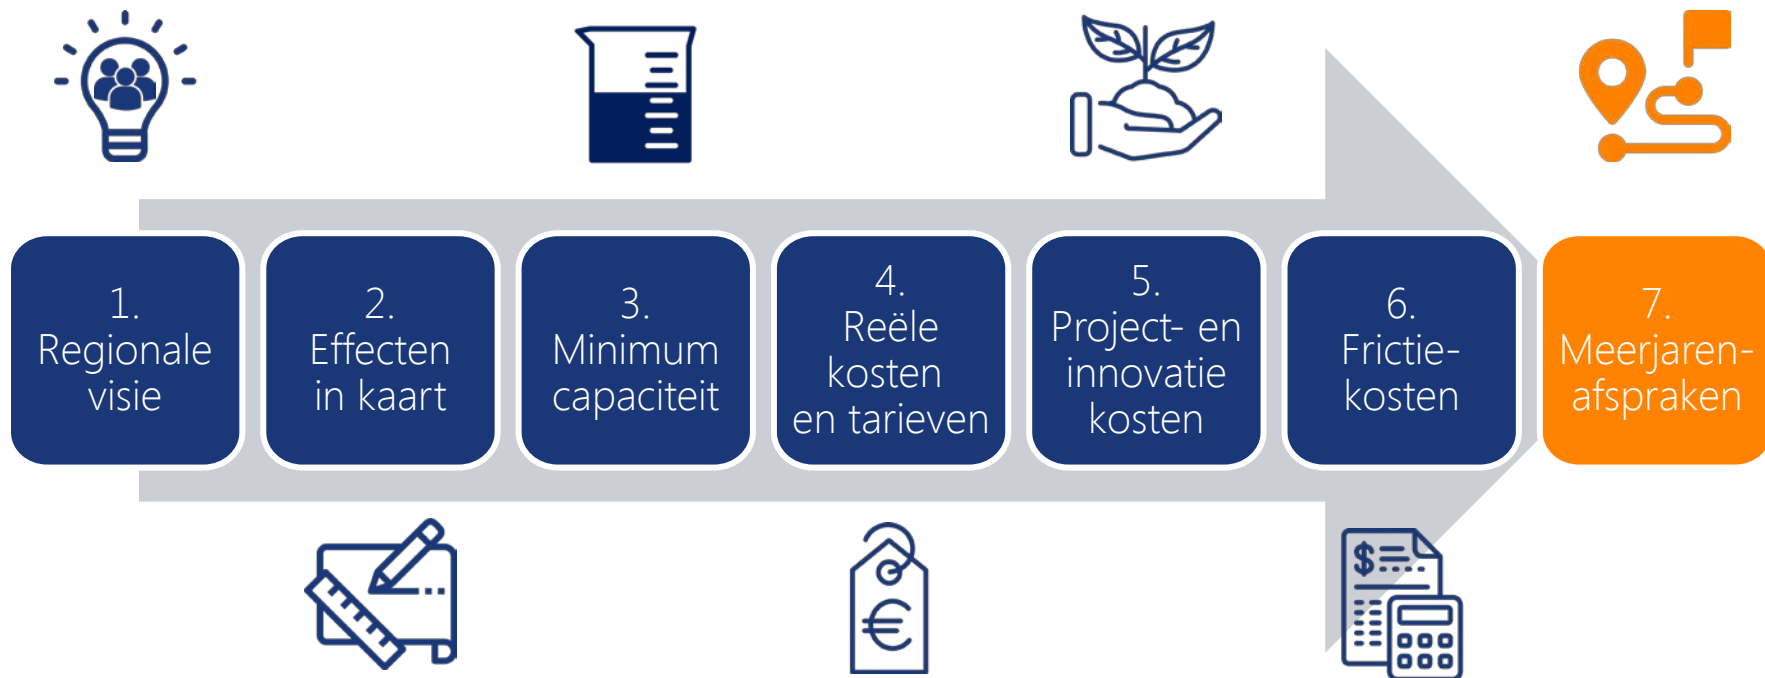 1.
Regionale
visie
2.
Effecten
in kaart
3.
Minimum
capaciteit
4.
Reële
kosten
en tarieven
5.
Project- en
innovatie
kosten
6.
Frictie-
kosten
7.
Meerjaren-
afspraken
€
$